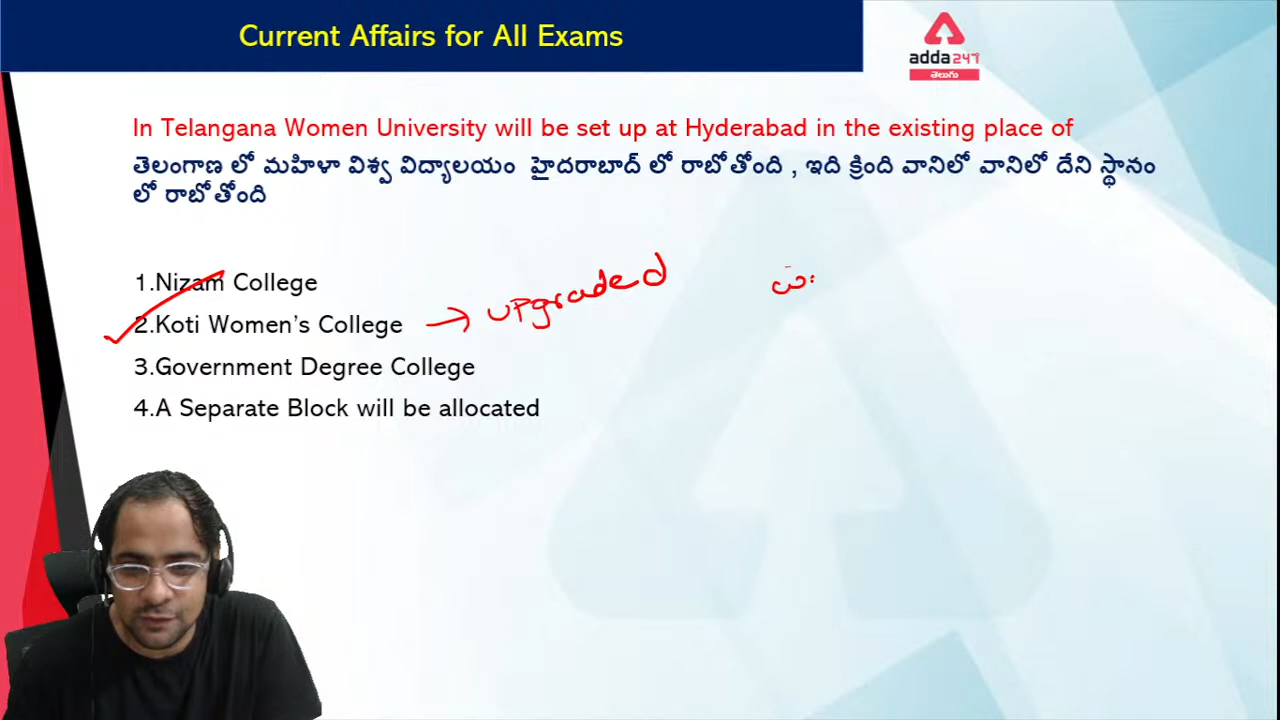 Current Affairs for All Exams
adda247
తెలుగు
In Telangana Women University will be set up at Hyderabad in the existing place of
తెలంగాణ లో మహిళా విశ్వ విద్యాలయం హైదరాబాద్ లో రాబోతోంది , ఇది క్రింది వానిలో వానిలో దేని స్థానం
లో రాబోతోంది
1.Nizam College
2.Koti Women's College → upgraded
3.Government Degree College
4.A Separate Block will be allocated